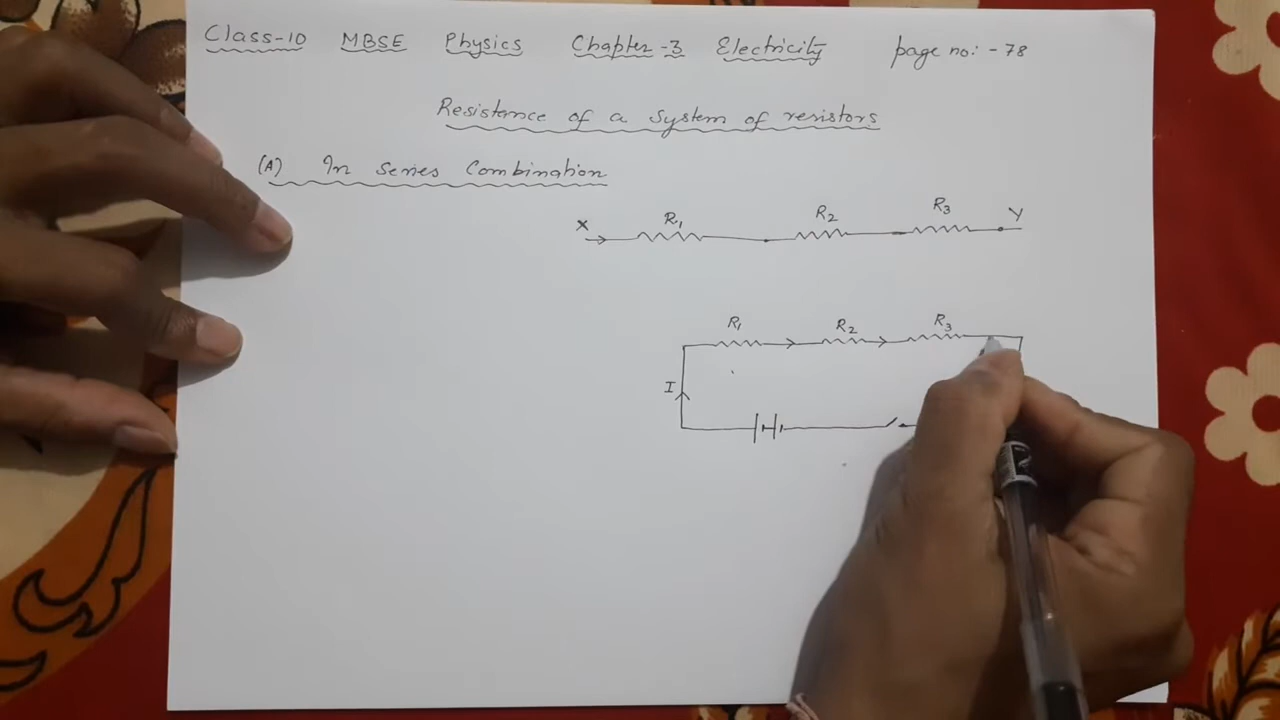 Class-10 MBSE Physics Chapter-3 Electricity page no:- 78
Resistance of a System of resistors
(A) In Series Combination
X R1 R2 R3 Y
R1 R2 R3
I